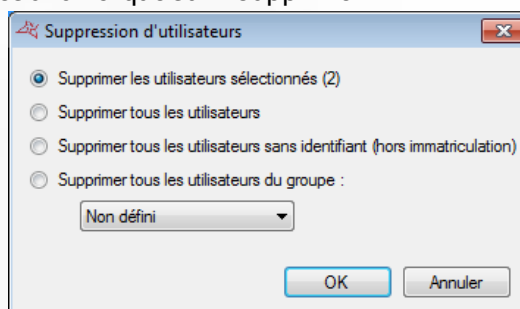 Suppression d'utilisateurs
Supprimer les utilisateurs sélectionnés (2)
Supprimer tous les utilisateurs
Supprimer tous les utilisateurs sans identifiant (hors immatriculation)
Supprimer tous les utilisateurs du groupe :
Non défini
OK Annuler